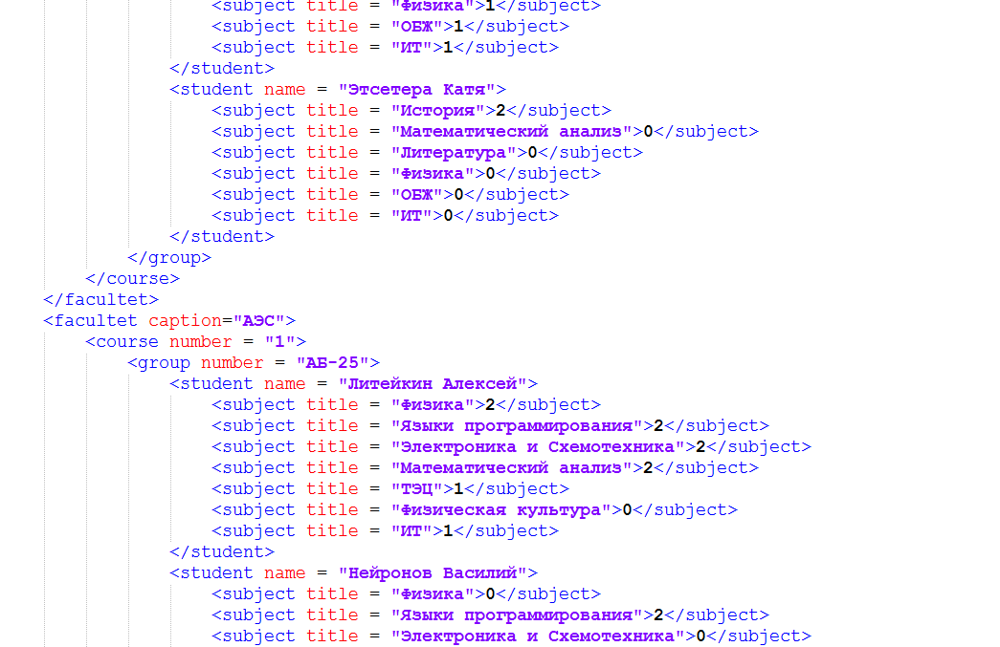 <subject title = "Физика">1</subject>
<subject title = "ОБЖ">1</subject>
<subject title = "ИТ">1</subject>
</student>
<student name = "Этсетера Катя">
<subject title = "История">2</subject>
<subject title = "Математический анализ">0</subject>
<subject title = "Литература">0</subject>
<subject title = "Физика">0</subject>
<subject title = "ОБЖ">0</subject>
<subject title = "ИТ">0</subject>
</student>
</group>
</course>
</facultet>
<facultet caption="АЭС">
<course number = "1">
<group number = "АБ-25">
<student name = "Литейкин Алексей">
<subject title = "Физика">2</subject>
<subject title = "Языки программирования">2</subject>
<subject title = "Электроника и Схемотехника">2</subject>
<subject title = "Математический анализ">2</subject>
<subject title = "ТЭЦ">1</subject>
<subject title = "Физическая культура">0</subject>
<subject title = "ИТ">1</subject>
</student>
<student name = "Нейронов Василий">
<subject title = "Физика">0</subject>
<subject title = "Языки программирования">2</subject>
<subject title = "Электроника и Схемотехника">0</subject>